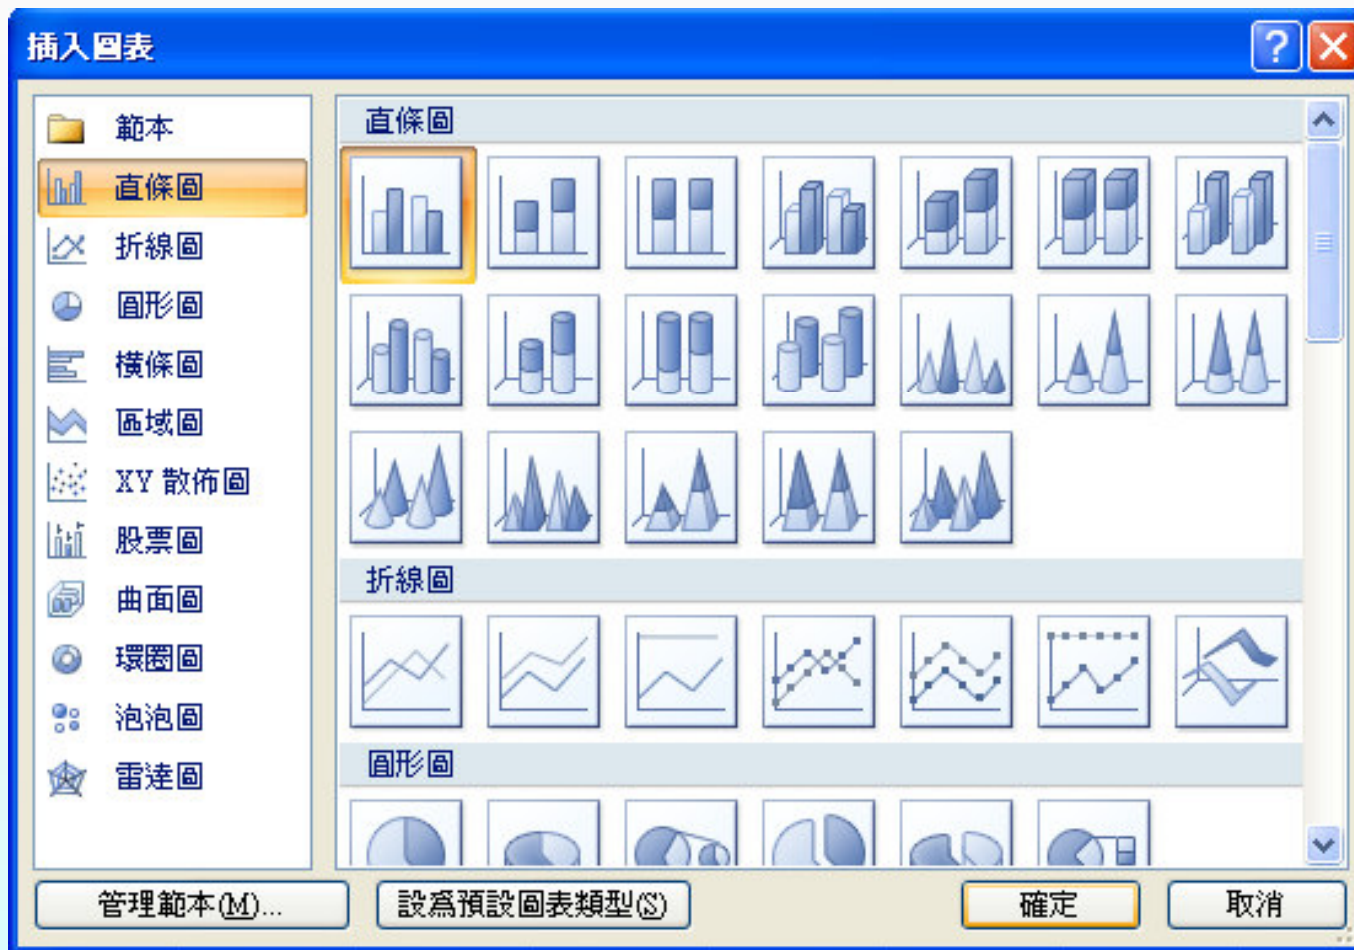 插入圖表
範本
直條圖
折線圖
圓形圖
橫條圖
區域圖
XY 散佈圖
股票圖
曲面圖
環圈圖
泡泡圖
雷達圖
直條圖
折線圖
圓形圖
管理範本(M)...
設為預設圖表類型(S)
確定
取消